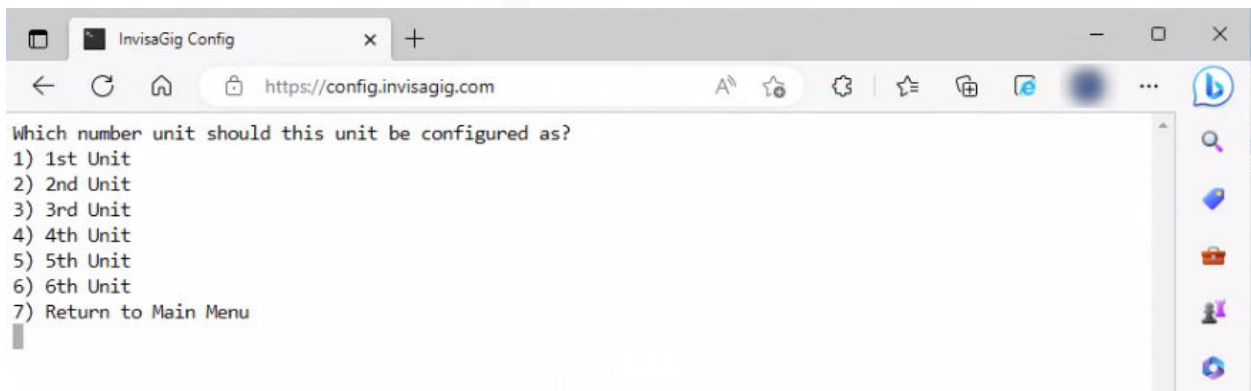 InvisaGig Config
https://config.invisagig.com
Which number unit should this unit be configured as?
1) 1st Unit
2) 2nd Unit
3) 3rd Unit
4) 4th Unit
5) 5th Unit
6) 6th Unit
7) Return to Main Menu